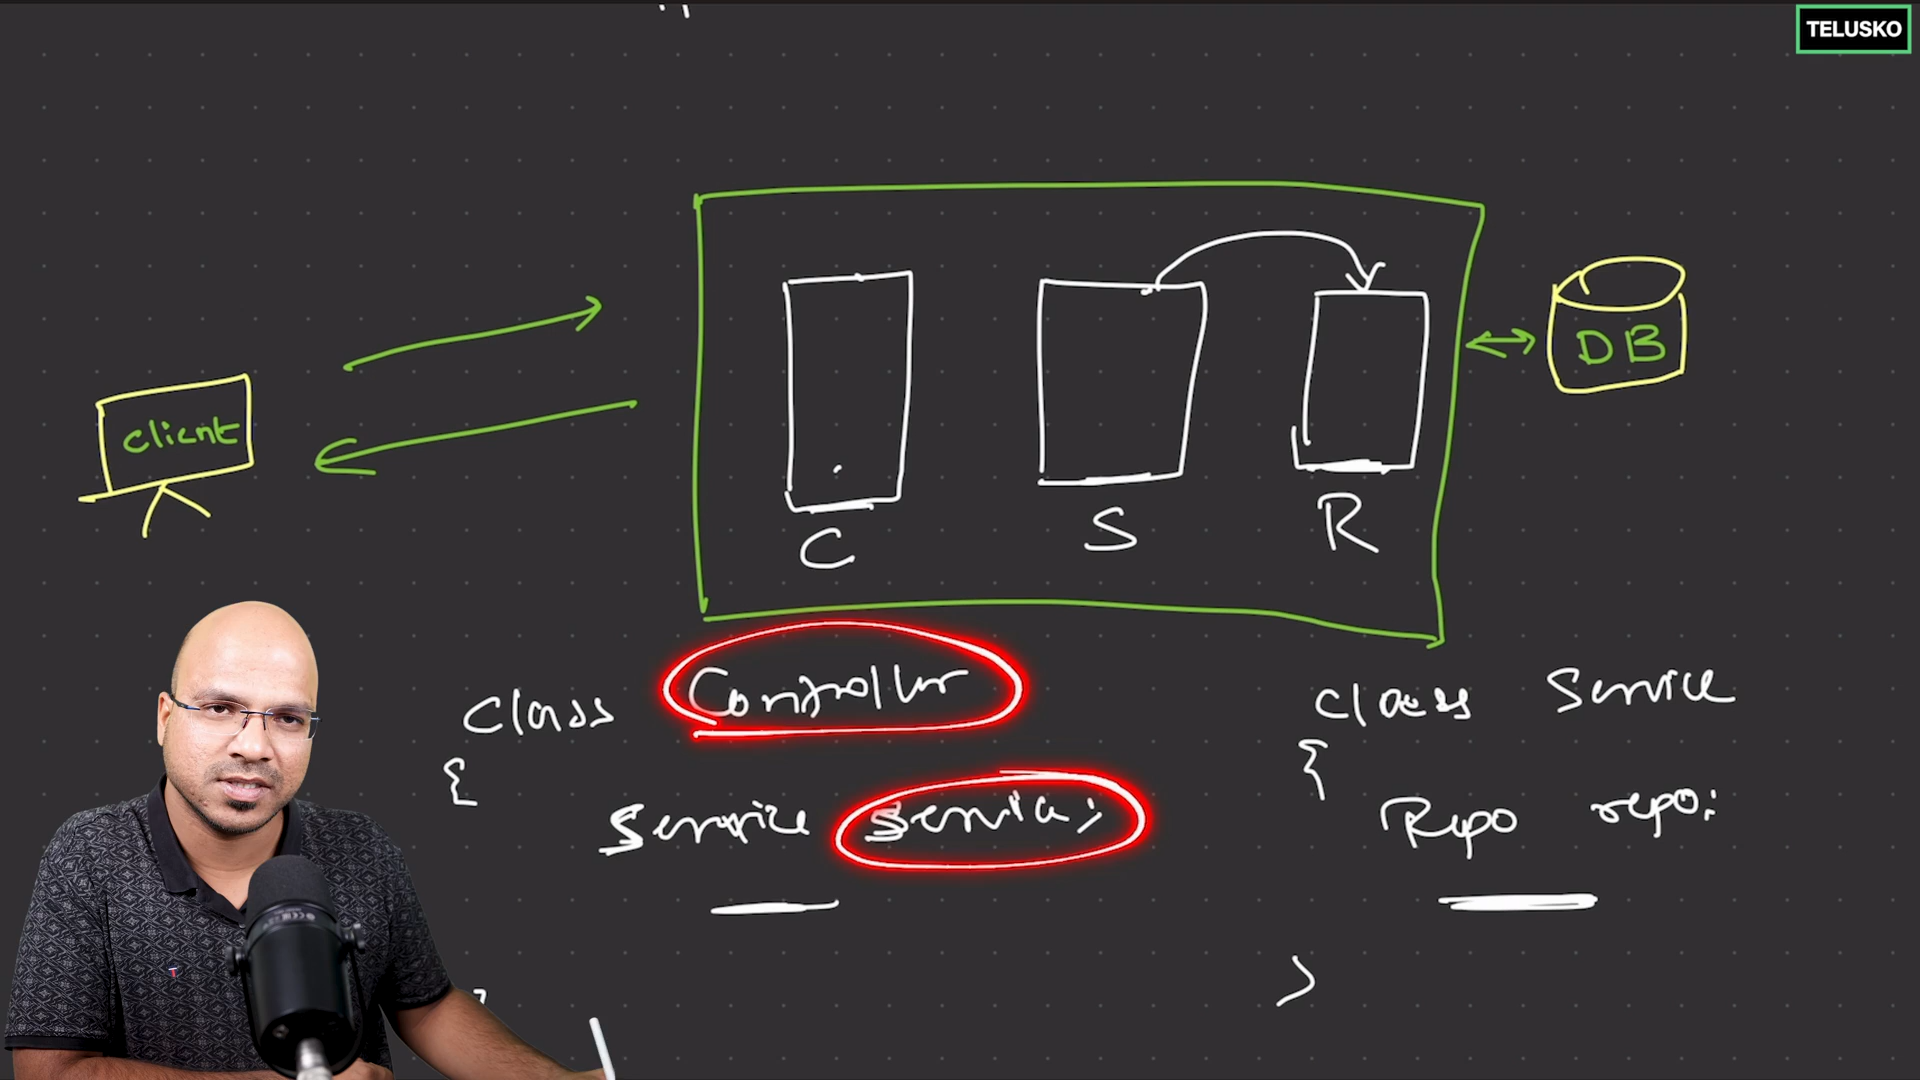 TELUSKO
client
DB
C S R
Class Controller
{
Service service;
class Service
{
Repo repo;
}